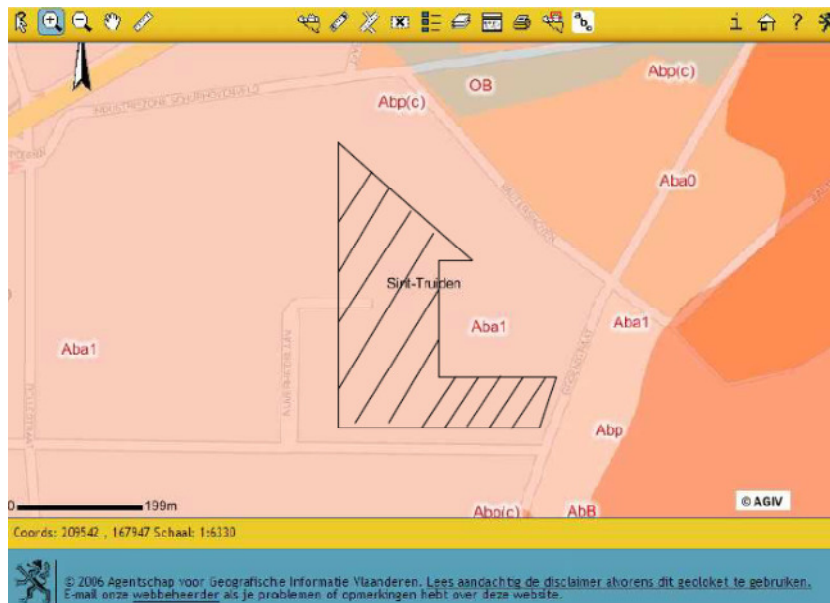 i ?
a b c
Abp(c)
OB
Abp(c)
INDUSTRIEZONE SCHURHOVENVELD
Aba0
Sint-Truiden
Aba1
Aba1
Aba1
Abp
0 199m
Abp(c)
AbB
© AGIV
Coords: 209542 , 167947 Schaal: 1:6330
© 2006 Agentschap voor Geografische Informatie Vlaanderen. Lees aandachtig de disclaimer alvorens dit geoloket te gebruiken.
E-mail onze webbeheerder als je problemen of opmerkingen hebt over deze website.